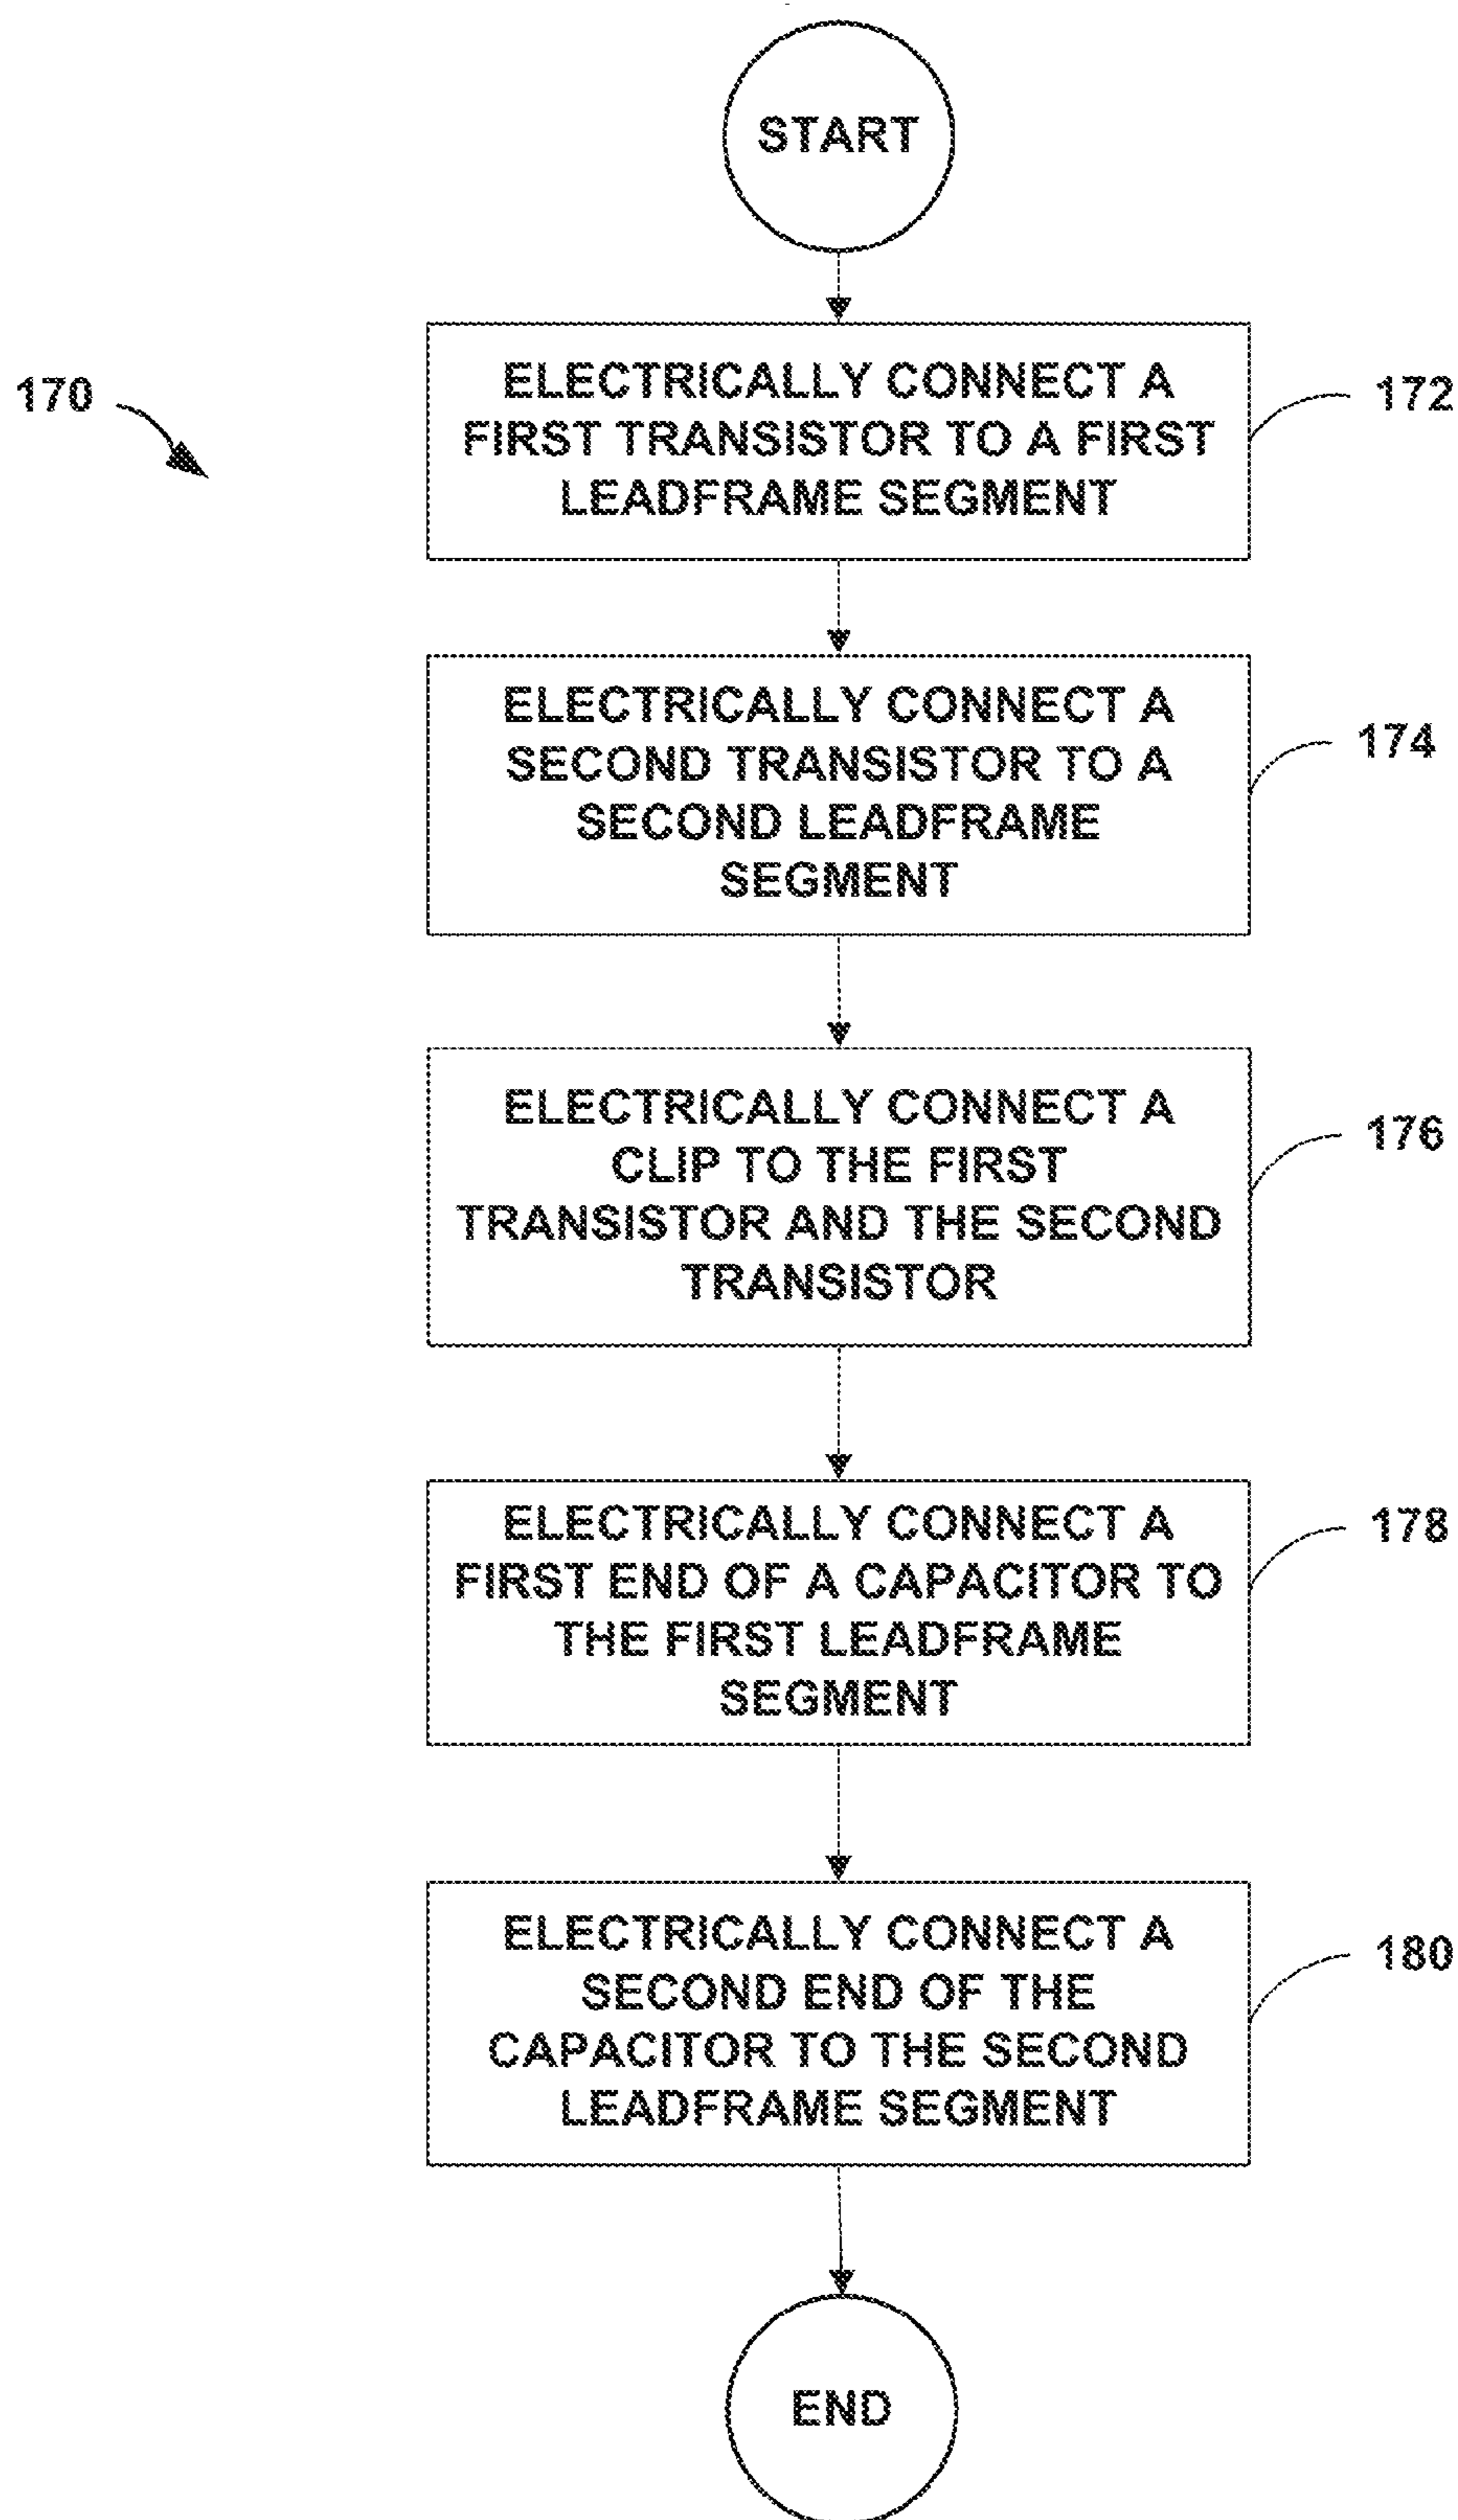 START
170
ELECTRICALLY CONNECT A
FIRST TRANSISTOR TO A FIRST
LEADFRAME SEGMENT
172
ELECTRICALLY CONNECT A
SECOND TRANSISTOR TO A
SECOND LEADFRAME
SEGMENT
174
ELECTRICALLY CONNECT A
CLIP TO THE FIRST
TRANSISTOR AND THE SECOND
TRANSISTOR
176
ELECTRICALLY CONNECT A
FIRST END OF A CAPACITOR TO
THE FIRST LEADFRAME
SEGMENT
178
ELECTRICALLY CONNECT A
SECOND END OF THE
CAPACITOR TO THE SECOND
LEADFRAME SEGMENT
180
END